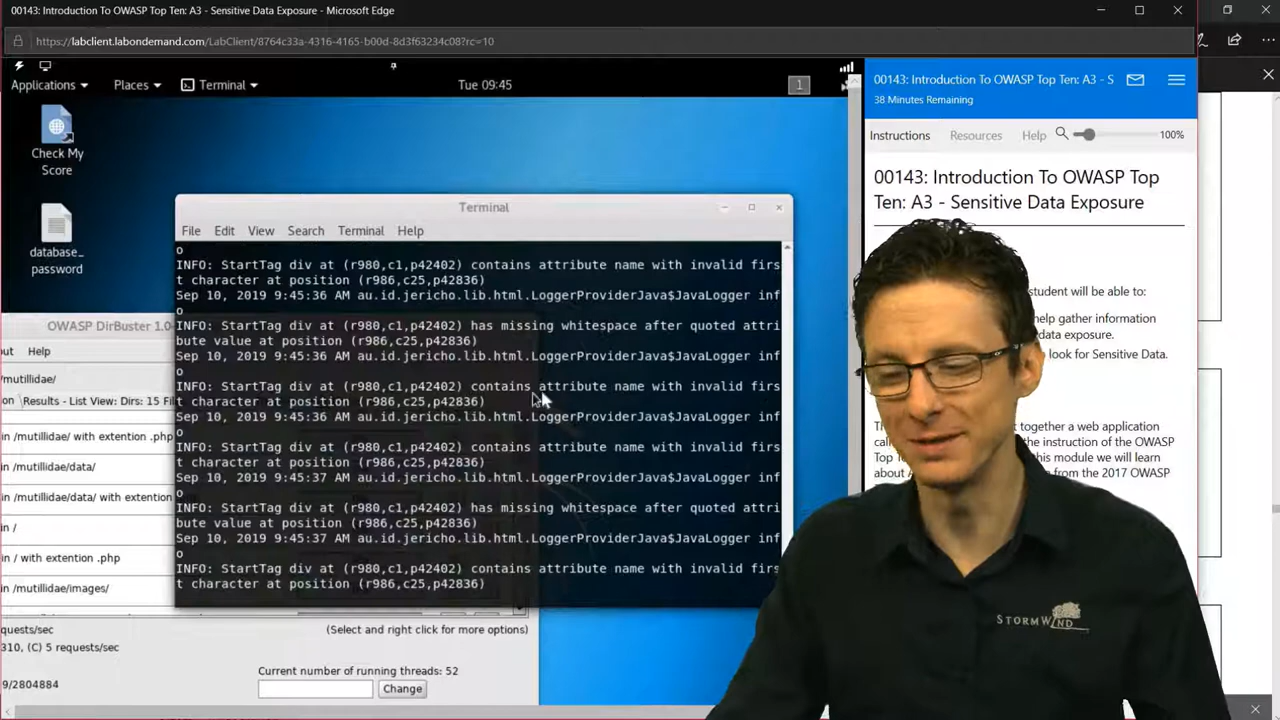 00143: Introduction To OWASP Top Ten: A3 - Sensitive Data Exposure - Microsoft Edge
https://labclient.labondemand.com/LabClient/8764c33a-4316-4165-b00d-8d3f63234c08?rc=10
Applications Places Terminal Tue 09:45 1
Check My
Score
database_
password
Terminal
File Edit View Search Terminal Help
o
INFO: StartTag div at (r980,c1,p42402) contains attribute name with invalid firs
t character at position (r986,c25,p42836)
Sep 10, 2019 9:45:36 AM au.id.jericho.lib.html.LoggerProviderJava$JavaLogger inf
o
INFO: StartTag div at (r980,c1,p42402) has missing whitespace after quoted attri
bute value at position (r986,c25,p42836)
Sep 10, 2019 9:45:36 AM au.id.jericho.lib.html.LoggerProviderJava$JavaLogger inf
o
INFO: StartTag div at (r980,c1,p42402) contains attribute name with invalid firs
t character at position (r986,c25,p42836)
Sep 10, 2019 9:45:36 AM au.id.jericho.lib.html.LoggerProviderJava$JavaLogger inf
o
INFO: StartTag div at (r980,c1,p42402) contains attribute name with invalid firs
t character at position (r986,c25,p42836)
Sep 10, 2019 9:45:37 AM au.id.jericho.lib.html.LoggerProviderJava$JavaLogger inf
o
INFO: StartTag div at (r980,c1,p42402) has missing whitespace after quoted attri
bute value at position (r986,c25,p42836)
Sep 10, 2019 9:45:37 AM au.id.jericho.lib.html.LoggerProviderJava$JavaLogger inf
o
INFO: StartTag div at (r980,c1,p42402) contains attribute name with invalid firs
t character at position (r986,c25,p42836)
OWASP DirBuster 1.0
out Help
/mutillidae/
on Results - List View: Dirs: 15 Fi
in /mutillidae/ with extention .php
in /mutillidae/data/
in /mutillidae/data/ with extention
in /
in / with extention .php
in /mutillidae/images/
quests/sec (Select and right click for more options)
310, (C) 5 requests/sec
Current number of running threads: 52
9/2804884
Change
00143: Introduction To OWASP Top Ten: A3 - S
38 Minutes Remaining
Instructions Resources Help 100%
00143: Introduction To OWASP Top
Ten: A3 - Sensitive Data Exposure
student will be able to:
help gather information
data exposure.
look for Sensitive Data.
t together a web application
the instruction of the OWASP
this module we will learn
about from the 2017 OWASP
STORMWIND